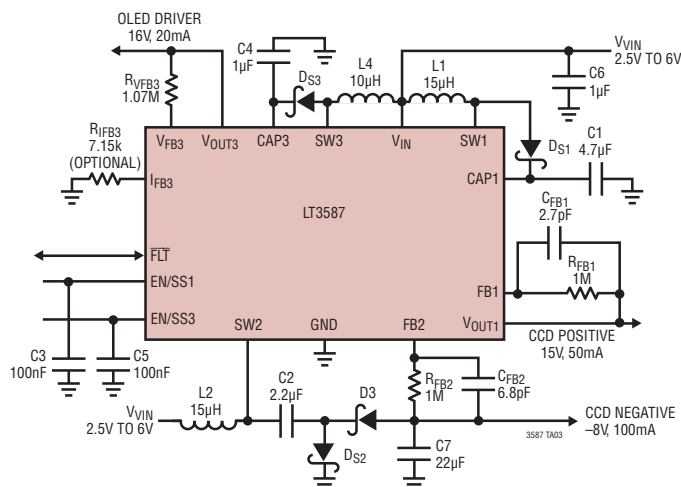 OLED DRIVER
16V, 20mA
C4
1µF
DS3
L4
10µH
L1
15µH
VVIN
2.5V TO 6V
C6
1µF
RVFB3
1.07M
RIFB3
7.15k
(OPTIONAL)
VFB3
VOUT3
CAP3
SW3
VIN
SW1
DS1
C1
4.7µF
IFB3
CAP1
LT3587
CFB1
2.7pF
RFB1
1M
FLT
EN/SS1
FB1
EN/SS3
SW2
GND
FB2
VOUT1
CCD POSITIVE
15V, 50mA
C3
100nF
C5
100nF
VVIN
2.5V TO 6V
L2
15µH
C2
2.2µF
D3
RFB2
1M
CFB2
6.8pF
CCD NEGATIVE
–8V, 100mA
DS2
C7
22µF
3587 TA03